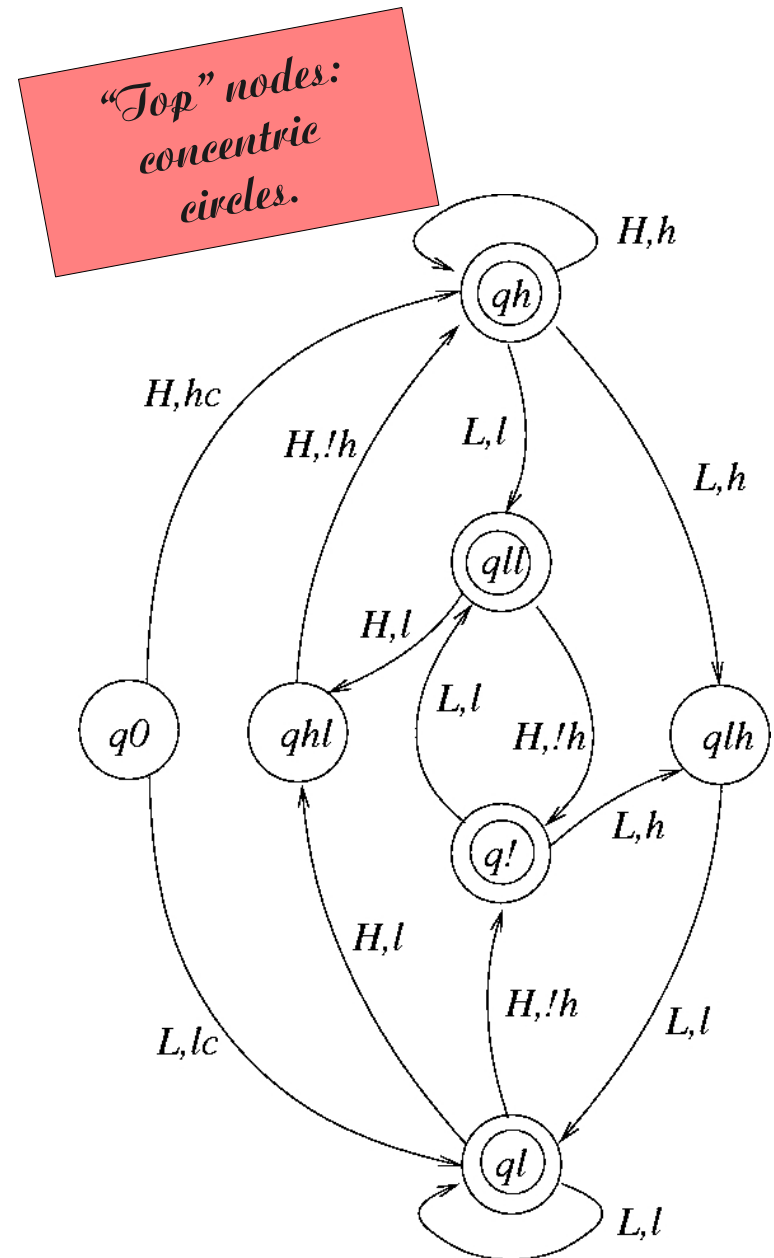 “Top” nodes:
concentric
circles.
H,h
qh
H,hc
H,!h
L,l
L,h
qll
H,l
L,l
H,!h
q0
qhl
qlh
L,h
q!
H,l
H,!h
L,l
L,lc
ql
L,l